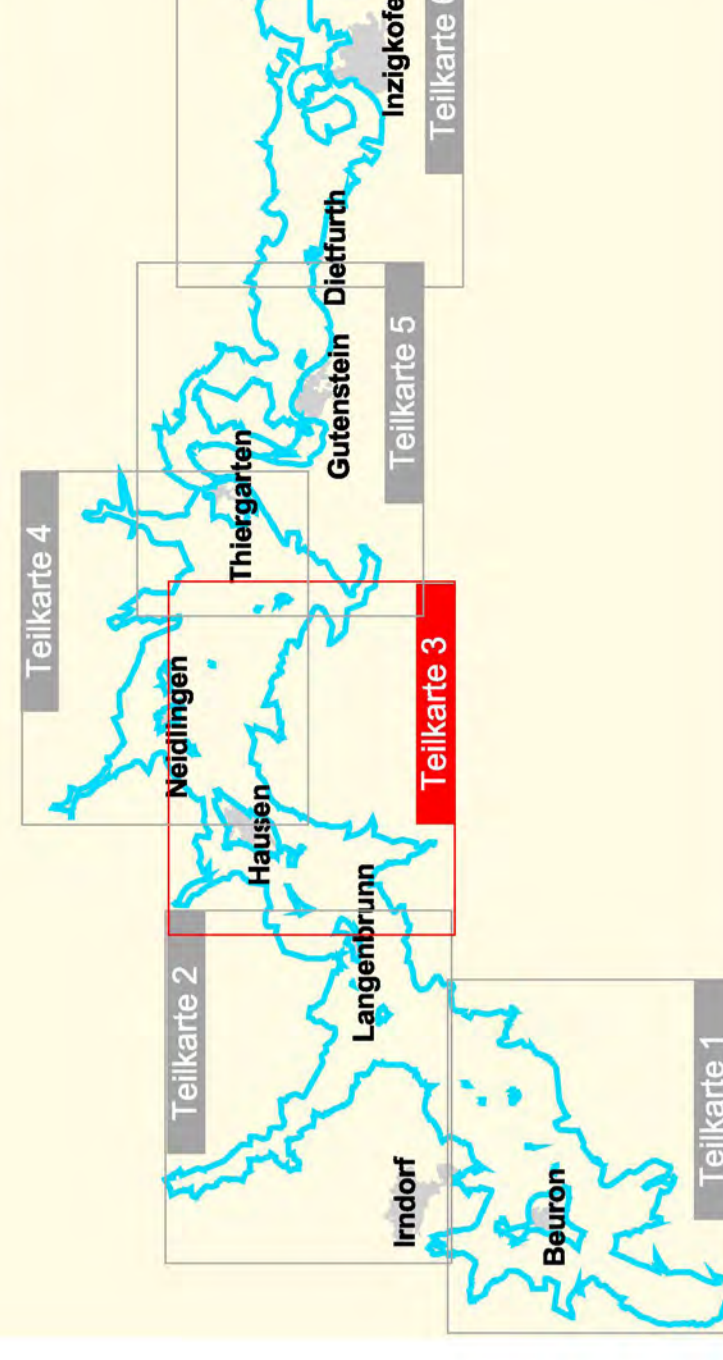 Teilkarte 4
Neidlingen
Thiergarten
Hausen
Teilkarte 2
Langenbrunn
Teilkarte 3
Gutenstein
Dietfurth
Teilkarte 5
Inzigkofe
Teilkarte
Irndorf
Beuron
Teilkarte 1